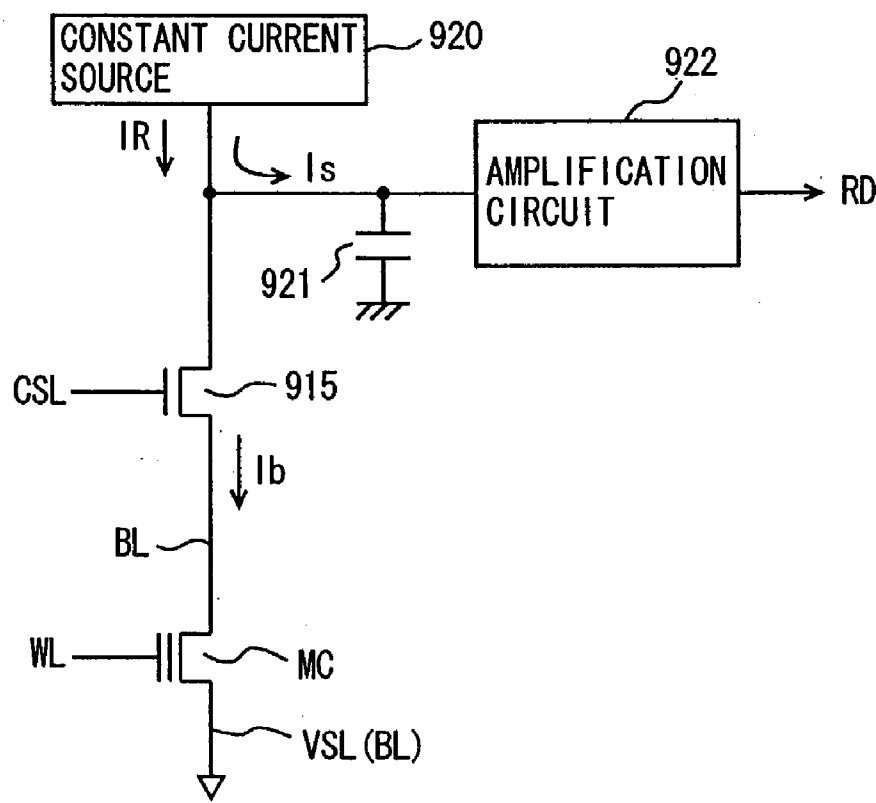 CONSTANT CURRENT
SOURCE
920
922
IR
Is
AMPLIFICATION
CIRCUIT
RD
921
CSL
915
Ib
BL
WL
MC
VSL(BL)